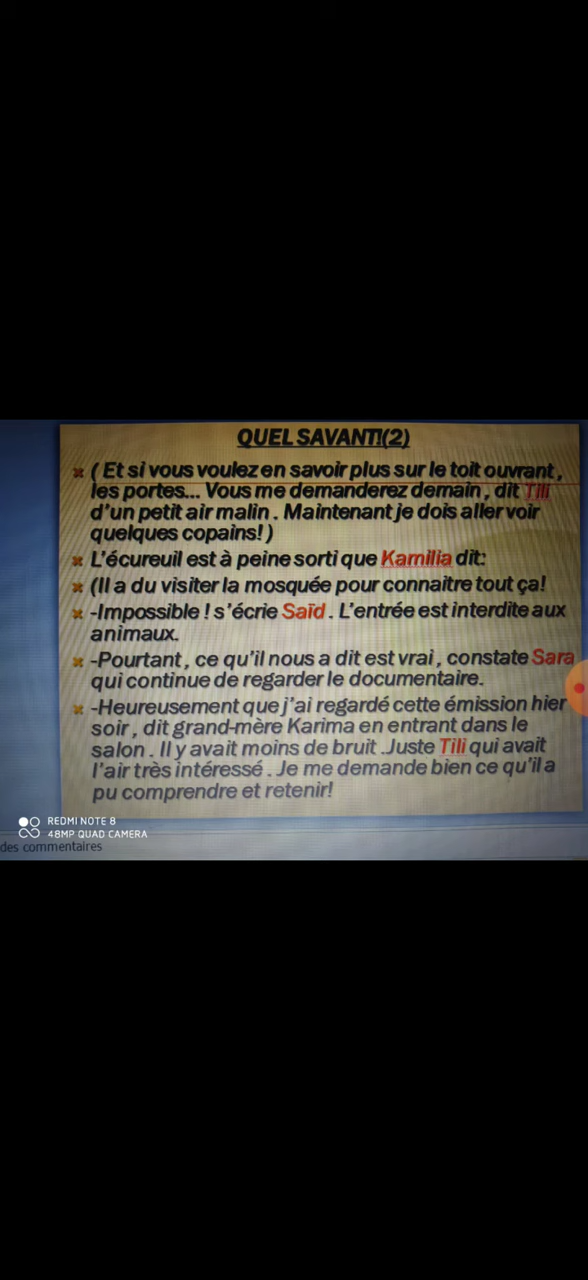 QUEL SAVANT!(2)
( Et si vous voulez en savoir plus sur le toit ouvrant ,
les portes... Vous me demanderez demain , dit Tili
d'un petit air malin . Maintenant je dois aller voir
quelques copains! )
L'écureuil est à peine sorti que Kamilia dit:
(Il a du visiter la mosquée pour connaitre tout ça!
-Impossible ! s'écrie Saïd . L'entrée est interdite aux
animaux.
-Pourtant , ce qu'il nous a dit est vrai , constate Sara
qui continue de regarder le documentaire.
-Heureusement que j'ai regardé cette émission hier
soir , dit grand-mère Karima en entrant dans le
salon . Il y avait moins de bruit .Juste Tili qui avait
l'air très intéressé . Je me demande bien ce qu'il a
pu comprendre et retenir!
REDMI NOTE 8
48MP QUAD CAMERA
des commentaires